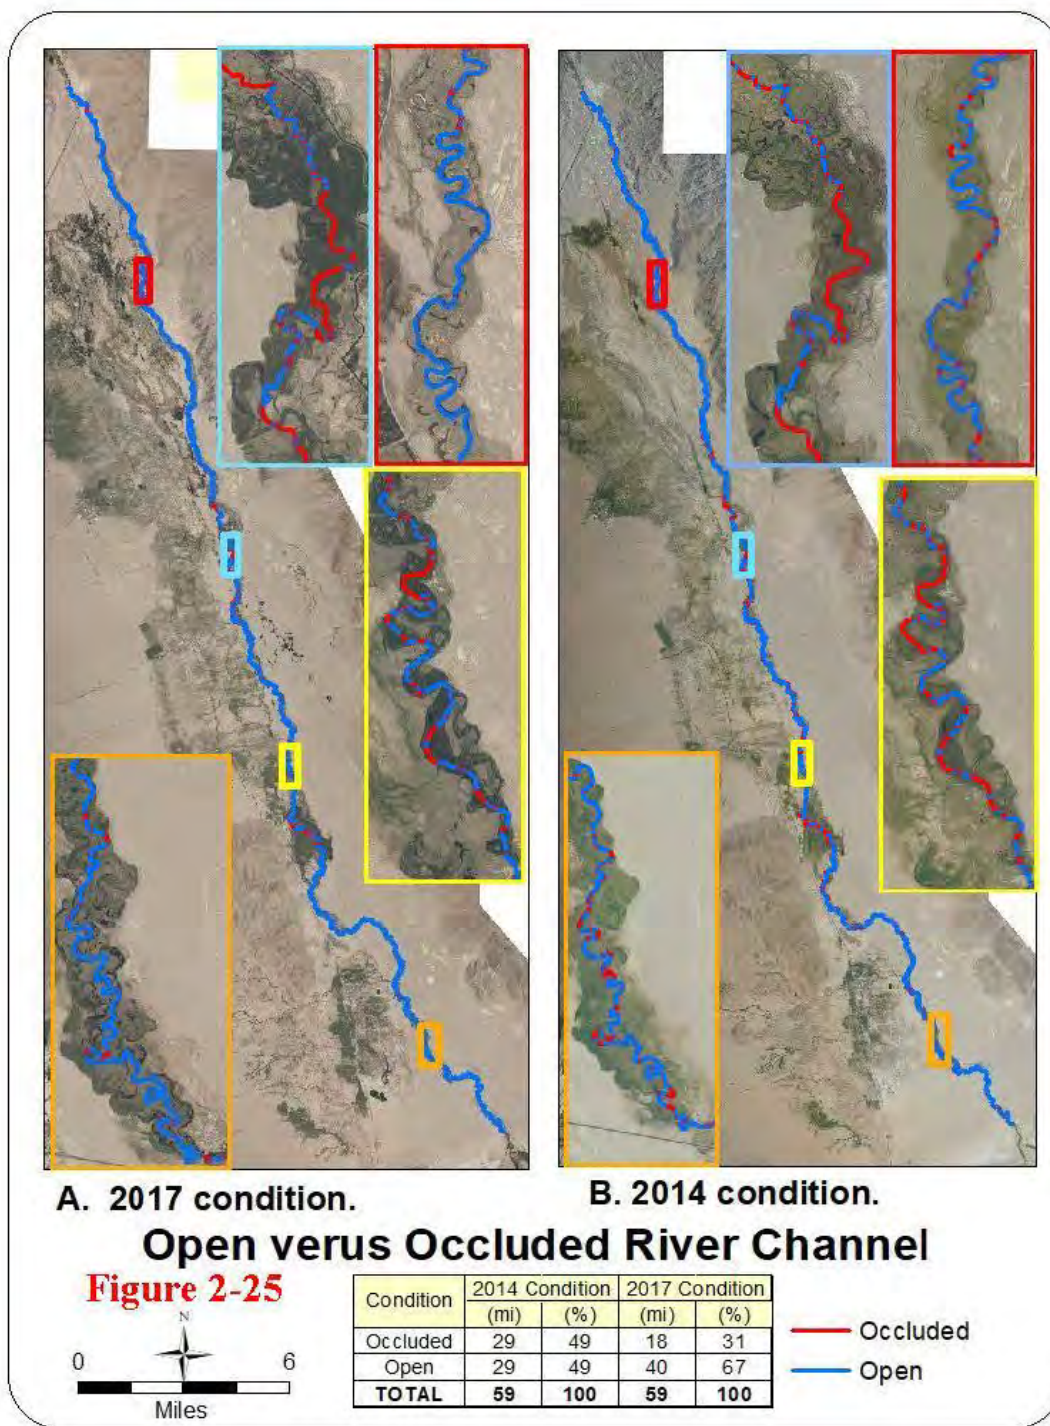 A. 2017 condition.
B. 2014 condition.
Open verus Occluded River Channel
Figure 2-25
N
0 6
Miles
Condition 2014 Condition 2017 Condition
(mi) (%) (mi) (%)
Occluded 29 49 18 31
Open 29 49 40 67
TOTAL 59 100 59 100
Occluded
Open